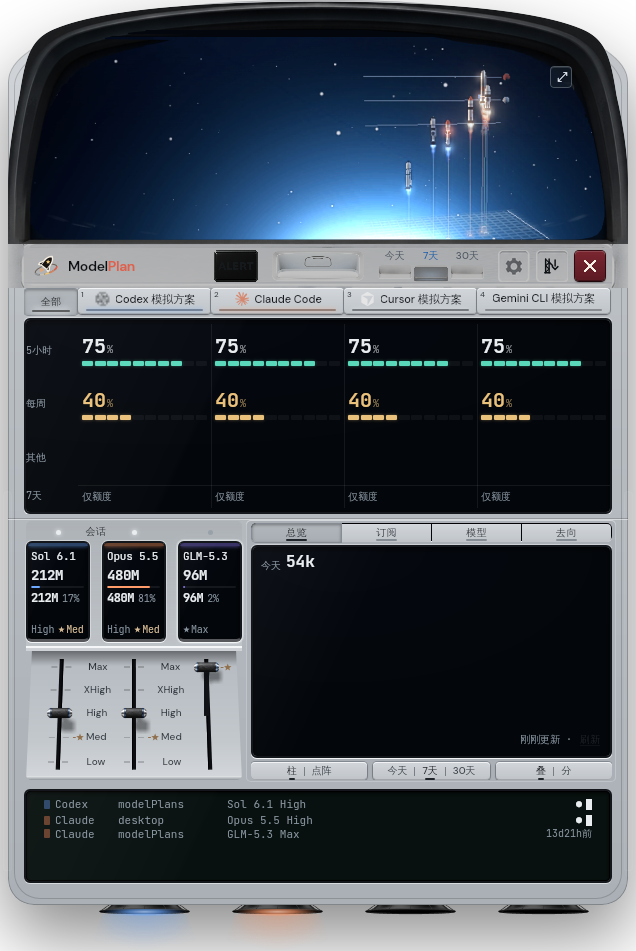 ModelPlan ALERT 今天 7天 30天
全部 1 Codex 模拟方案 2 Claude Code 3 Cursor 模拟方案 4 Gemini CLI 模拟方案
5小时 75% 75% 75% 75%
每周 40% 40% 40% 40%
其他
7天 仅额度 仅额度 仅额度 仅额度
会话
Sol 6.1 Opus 5.5 GLM-5.3
212M 480M 96M
212M 17% 480M 81% 96M 2%
High ★Med High ★Med ★Max
Max Max ★
XHigh XHigh
High High
★ Med ★ Med
Low Low
总览 订阅 模型 去向
今天 54k
刚刚更新 · 刷新
柱 | 点阵 今天 | 7天 | 30天 叠 | 分
Codex modelPlans Sol 6.1 High
Claude desktop Opus 5.5 High
Claude modelPlans GLM-5.3 Max 13d21h前